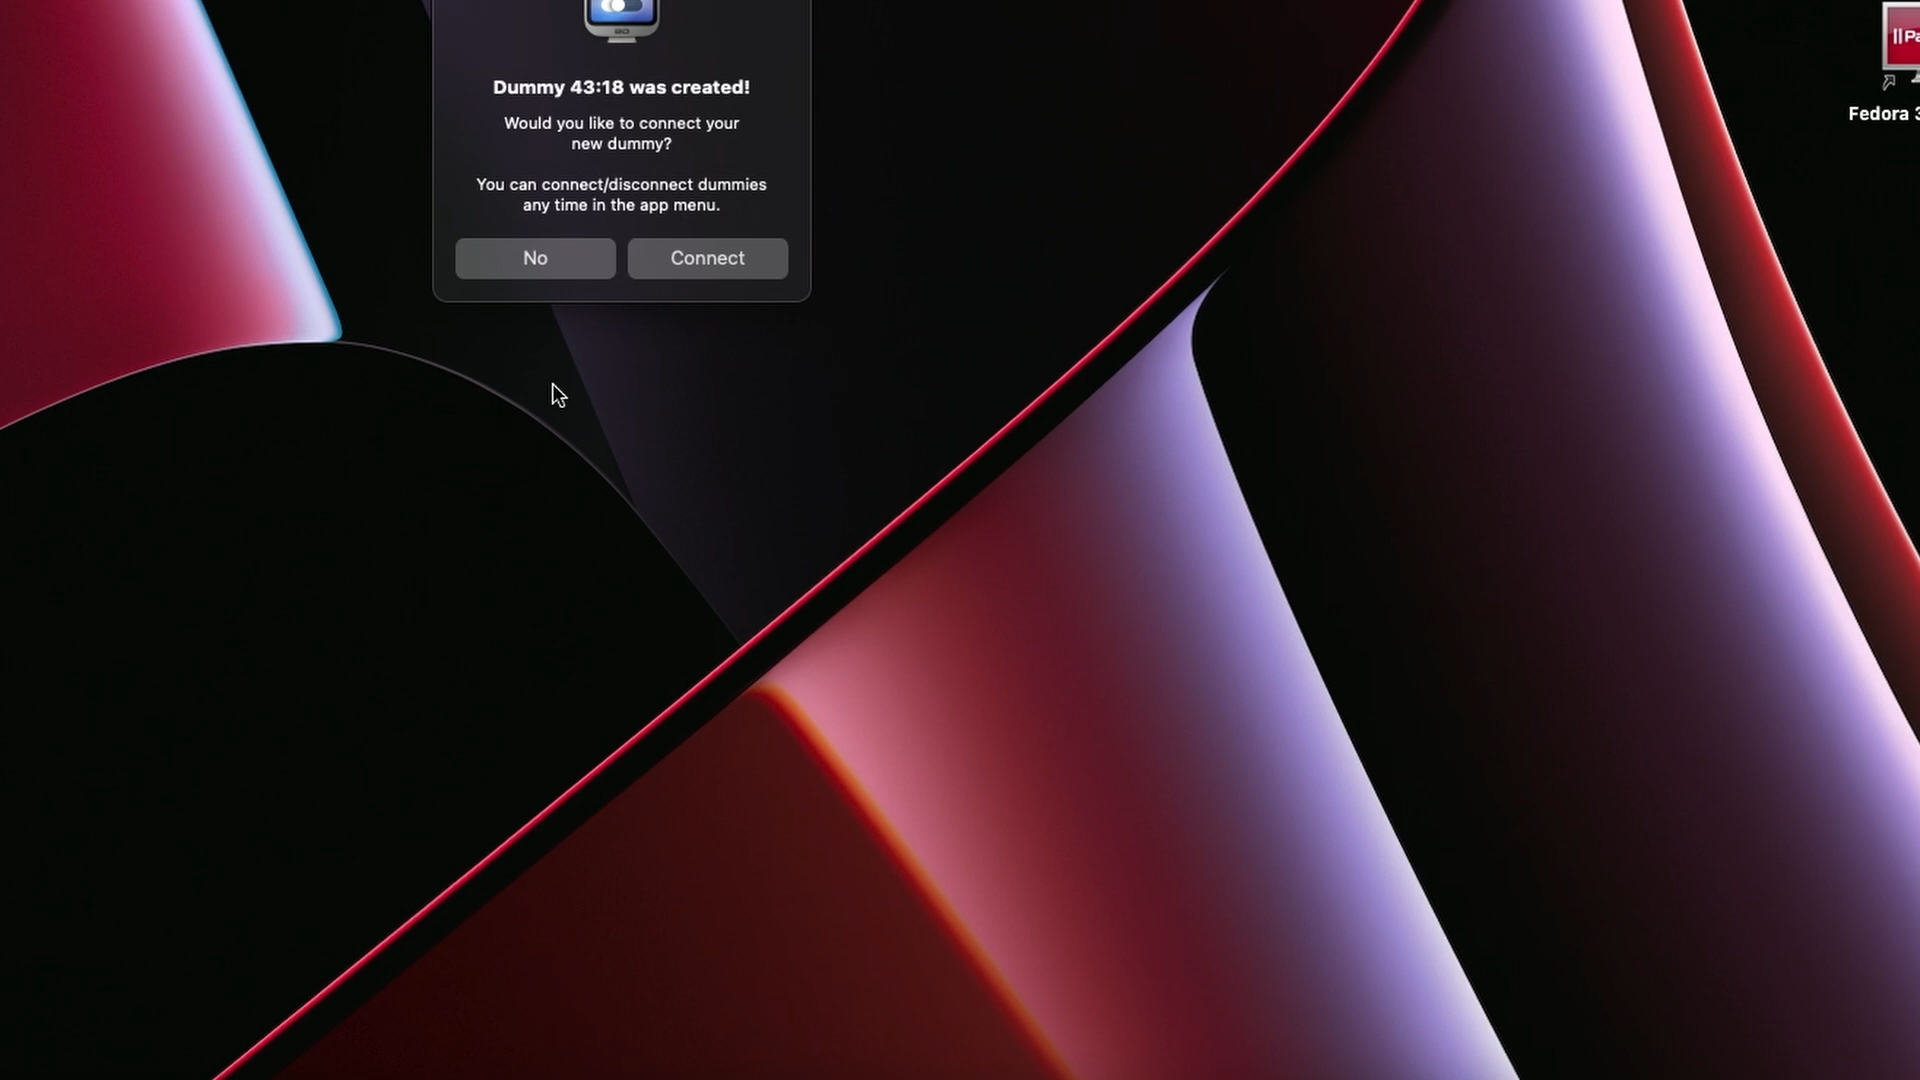 Dummy 43:18 was created!
Would you like to connect your
new dummy?
You can connect/disconnect dummies
any time in the app menu.
No
Connect
Fedora